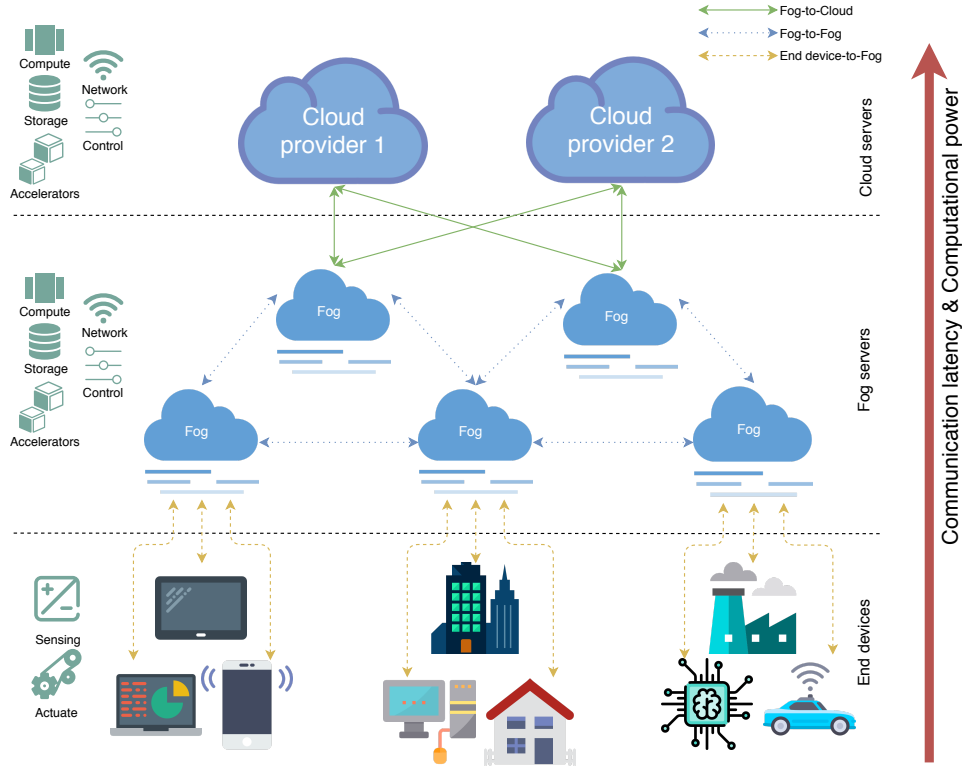 Fog-to-Cloud
Fog-to-Fog
End device-to-Fog
Compute
Network
Storage
Control
Accelerators
Cloud
provider 1
Cloud
provider 2
Cloud servers
Communication latency & Computational power
Compute
Network
Storage
Control
Accelerators
Fog
Fog
Fog
Fog
Fog
Fog servers
Sensing
Actuate
End devices